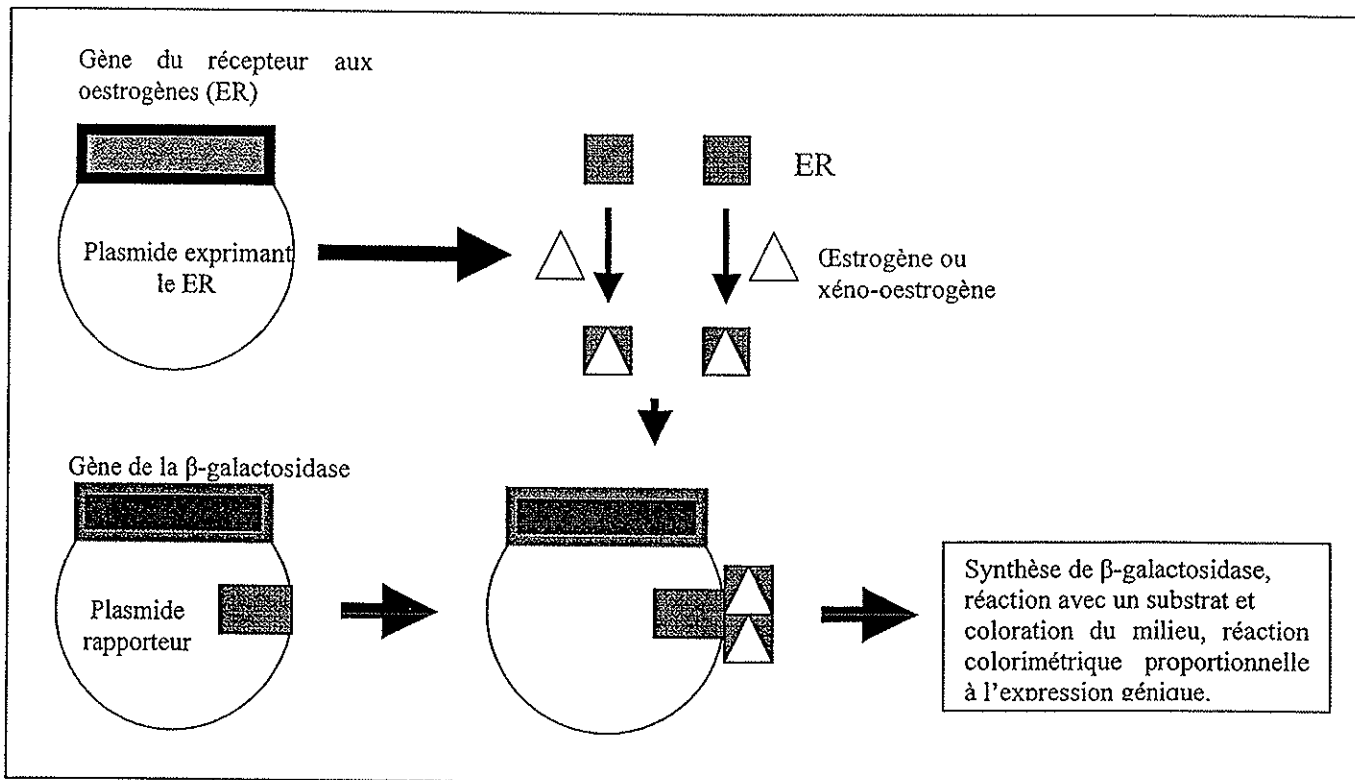 Gène du récepteur aux
oestrogènes (ER)
ER
Plasmide exprimant
le ER
Œstrogène ou
xéno-oestrogène
Gène de la β-galactosidase
Plasmide
rapporteur
Synthèse de β-galactosidase,
réaction avec un substrat et
coloration du milieu, réaction
colorimétrique proportionnelle
à l’expression génique.